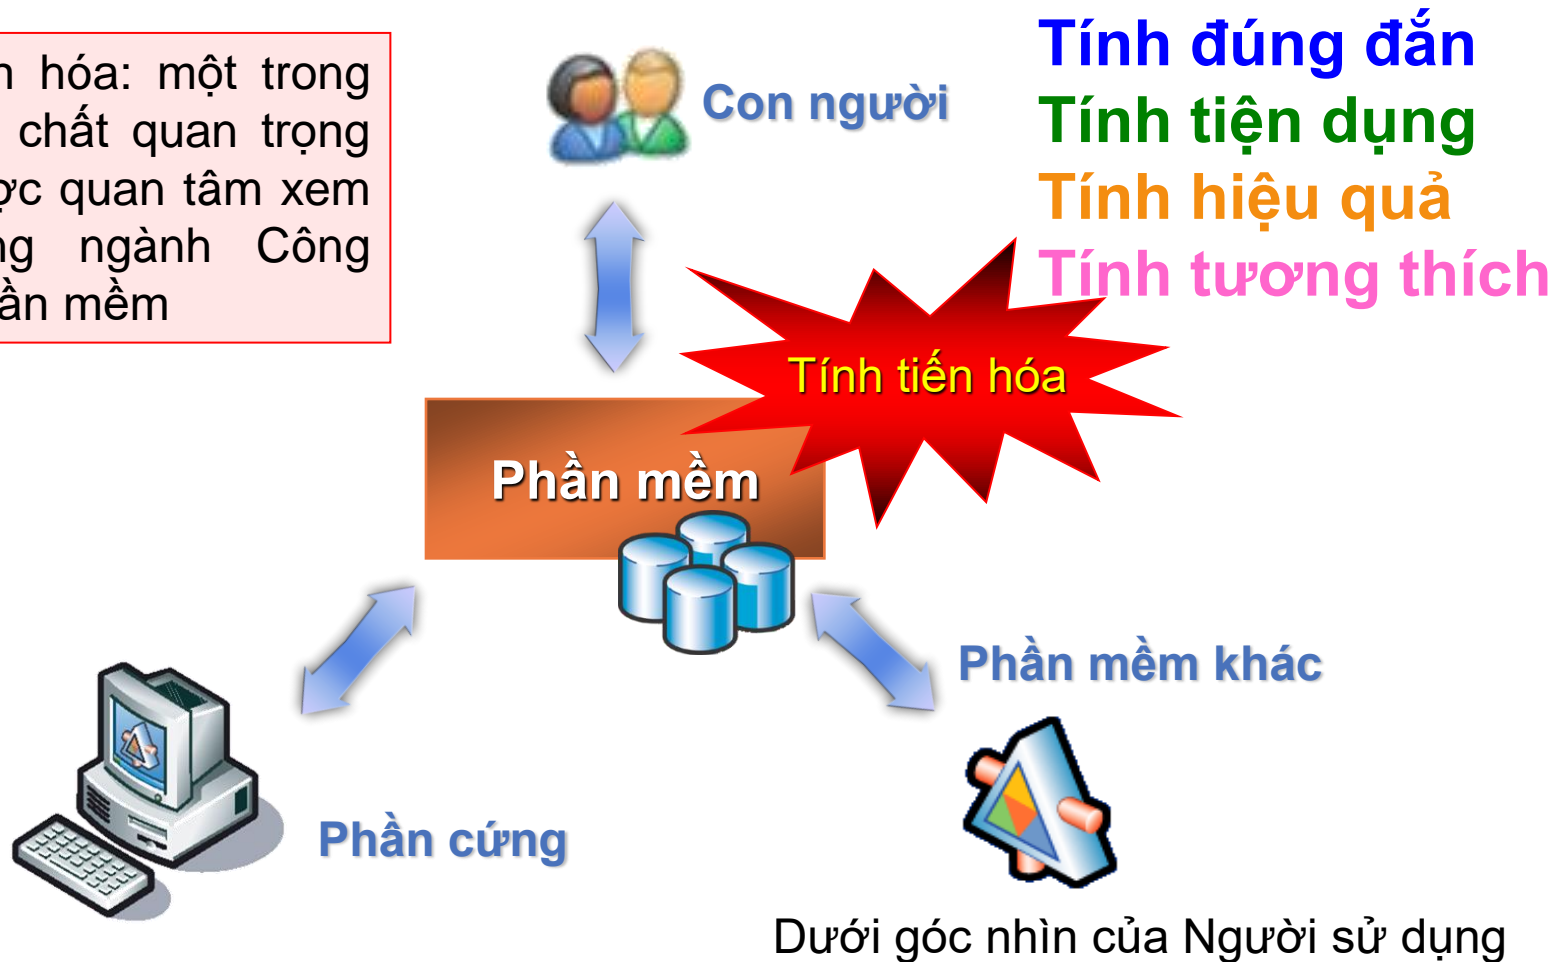 n hóa: một trong
chất quan trọng
ợc quan tâm xem
ng ngành Công
ần mềm
Con người
Tính đúng đắn
Tính tiện dụng
Tính hiệu quả
Tính tương thích
Tính tiến hóa
Phần mềm
Phần mềm khác
Phần cứng
Dưới góc nhìn của Người sử dụng